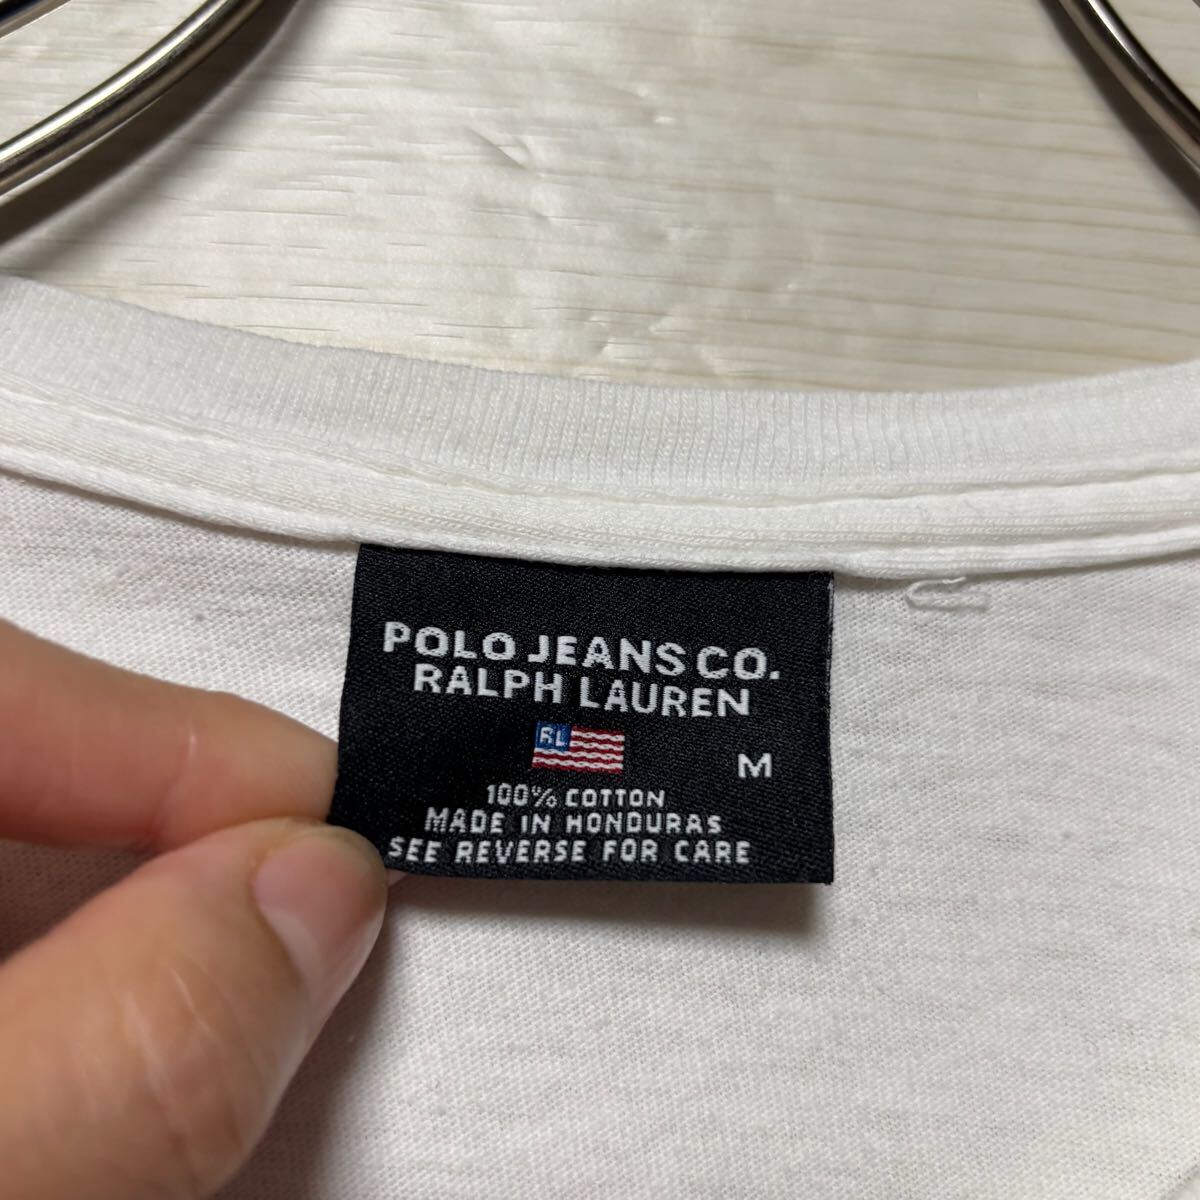 POLO JEANS CO.
RALPH LAUREN
RL
M
100% COTTON
MADE IN HONDURAS
SEE REVERSE FOR CARE